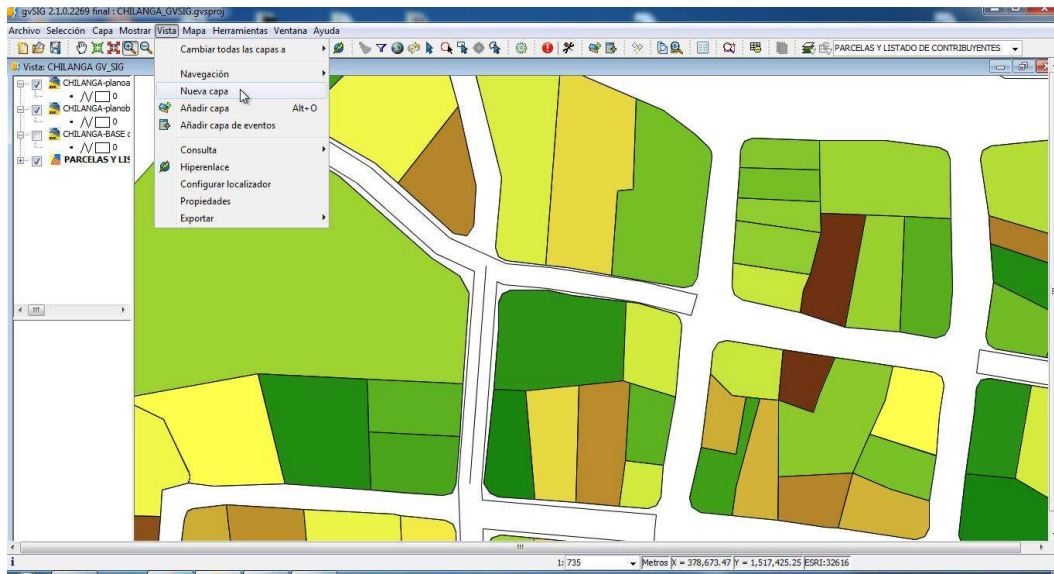 gvSIG 2.1.0.2269 final : CHILANGA_GVSIG.gvsproj
Archivo Selección Capa Mostrar Vista Mapa Herramientas Ventana Ayuda
PARCELAS Y LISTADO DE CONTRIBUYENTES
Vista: CHILANGA GV_SIG
CHILANGA-planoa
0
CHILANGA-planob
0
CHILANGA-BASE c
0
PARCELAS Y LIS
Cambiar todas las capas a
Navegación
Nueva capa
Añadir capa Alt+O
Añadir capa de eventos
Consulta
Hiperenlace
Configurar localizador
Propiedades
Exportar
1: 735 Metros X = 378,673.47 Y = 1,517,425.25 ESRI:32616